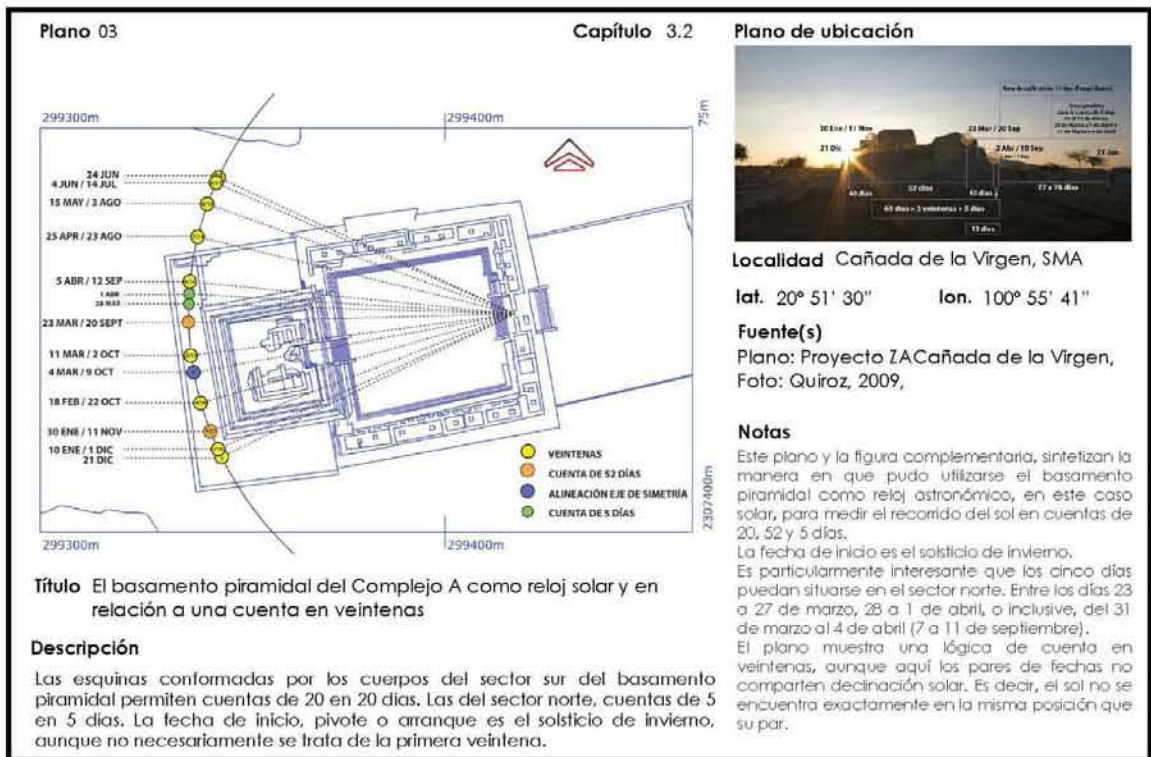 Plano 03
Capítulo 3.2
299300m
299400m
75m
24 JUN
4 JUN / 14 JUL
15 MAY / 3 AGO
25 APR / 23 AGO
5 ABR / 12 SEP
1 ABR
28 MAR
23 MAR / 20 SEPT
11 MAR / 2 OCT
4 MAR / 9 OCT
18 FEB / 22 OCT
30 ENE / 11 NOV
10 ENE / 1 DIC
21 DIC
VEINTENAS
CUENTA DE 52 DÍAS
ALINEACIÓN EJE DE SIMETRÍA
CUENTA DE 5 DÍAS
2307400m
299300m
299400m
Título El basamento piramidal del Complejo A como reloj solar y en
relación a una cuenta en veintenas
Descripción
Las esquinas conformadas por los cuerpos del sector sur del basamento
piramidal permiten cuentas de 20 en 20 días. Las del sector norte, cuentas de 5
en 5 días. La fecha de inicio, pivote o arranque es el solsticio de invierno,
aunque no necesariamente se trata de la primera veintena.
Plano de ubicación
20 Ene / 11 Nov
23 Mar / 20 Sep
21 Dic
2 Abr / 10 Sep
21 Jun
40 días
52 días
10 días
77 a 78 días
65 días = 3 veintenas + 5 días
13 días
Localidad Cañada de la Virgen, SMA
lat. 20° 51' 30" lon. 100° 55' 41"
Fuente(s)
Plano: Proyecto ZACañada de la Virgen,
Foto: Quiroz, 2009,
Notas
Este plano y la figura complementaria, sintetizan la
manera en que pudo utilizarse el basamento
piramidal como reloj astronómico, en este caso
solar, para medir el recorrido del sol en cuentas de
20, 52 y 5 días.
La fecha de inicio es el solsticio de invierno.
Es particularmente interesante que los cinco días
puedan situarse en el sector norte. Entre los días 23
a 27 de marzo, 28 a 1 de abril, o inclusive, del 31
de marzo al 4 de abril (7 a 11 de septiembre).
El plano muestra una lógica de cuenta en
veintenas, aunque aquí los pares de fechas no
comparten declinación solar. Es decir, el sol no se
encuentra exactamente en la misma posición que
su par.